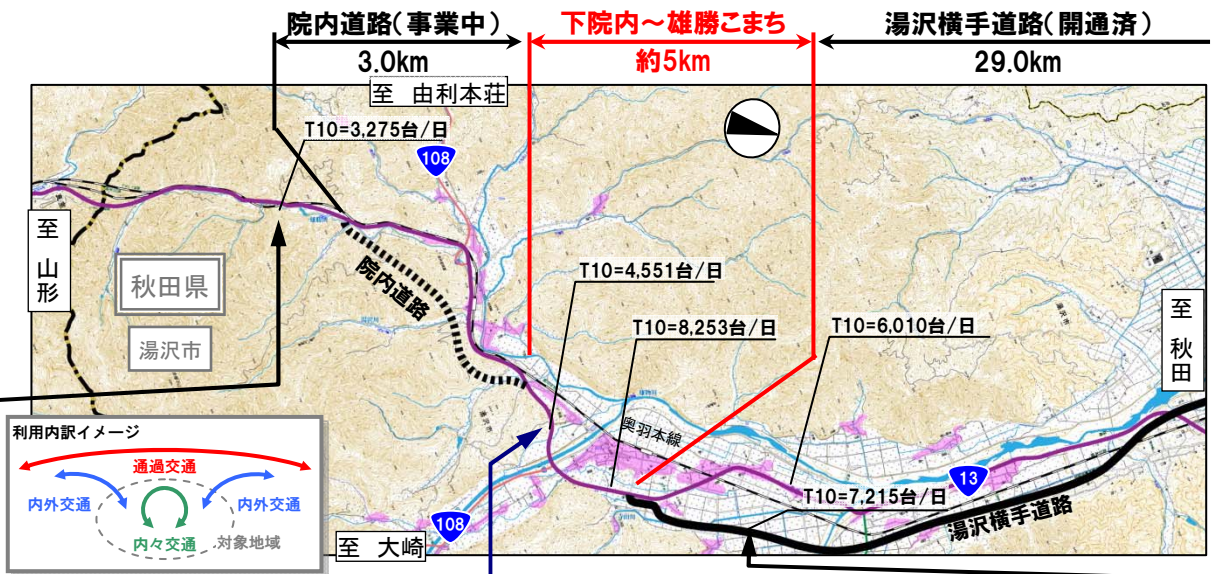 院内道路(事業中)
3.0km
下院内～雄勝こまち
約5km
湯沢横手道路(開通済)
29.0km
至 由利本荘
T10=3,275台/日
108
至 山形
秋田県
湯沢市
院内道路
T10=4,551台/日
T10=8,253台/日
T10=6,010台/日
至 秋田
奥羽本線
13
T10=7,215台/日
湯沢横手道路
108
至 大崎
利用内訳イメージ
通過交通
内外交通
内外交通
内々交通
対象地域